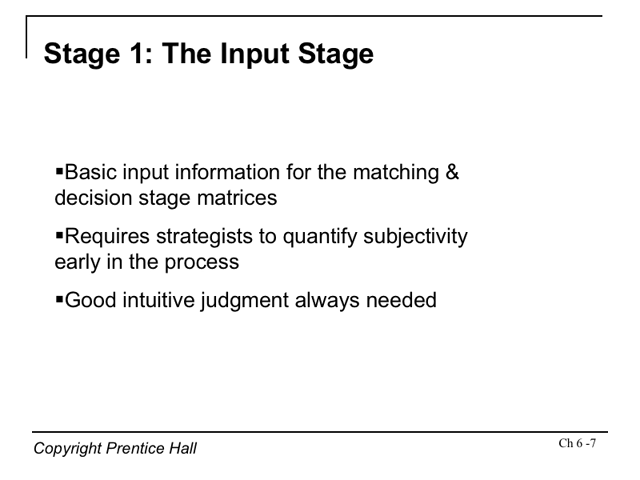 Stage 1: The Input Stage
▪Basic input information for the matching &
decision stage matrices
▪Requires strategists to quantify subjectivity
early in the process
▪Good intuitive judgment always needed
Copyright Prentice Hall
Ch 6 -7